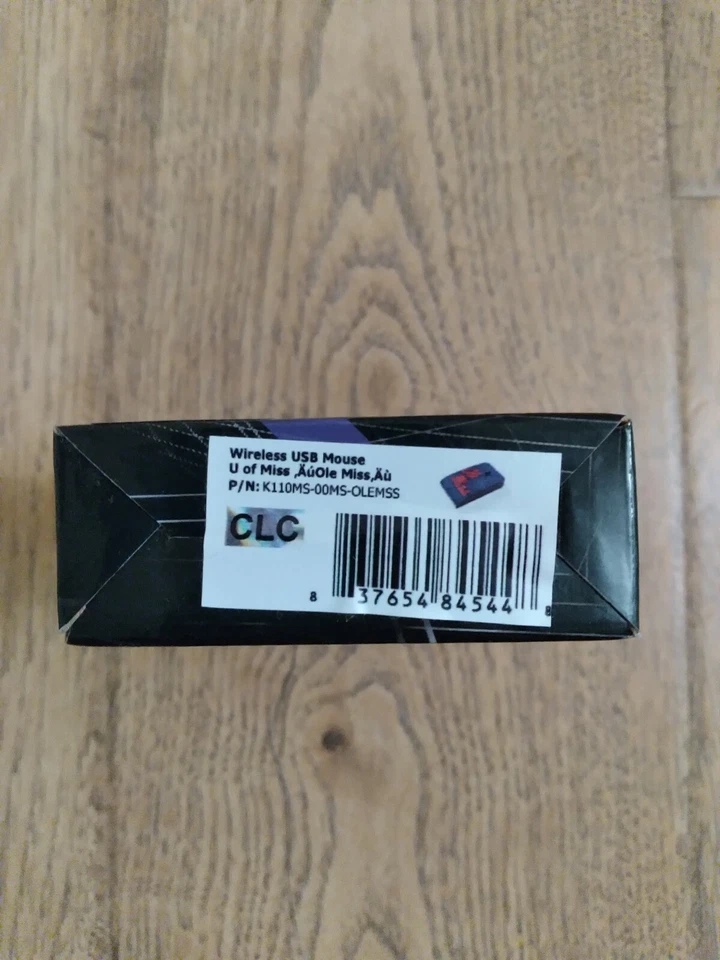 Wireless USB Mouse
U of Miss ‚ÄúOle Miss‚Äù
P/N: K110MS-00MS-OLEMSS
CLC
8 37654 84544 8